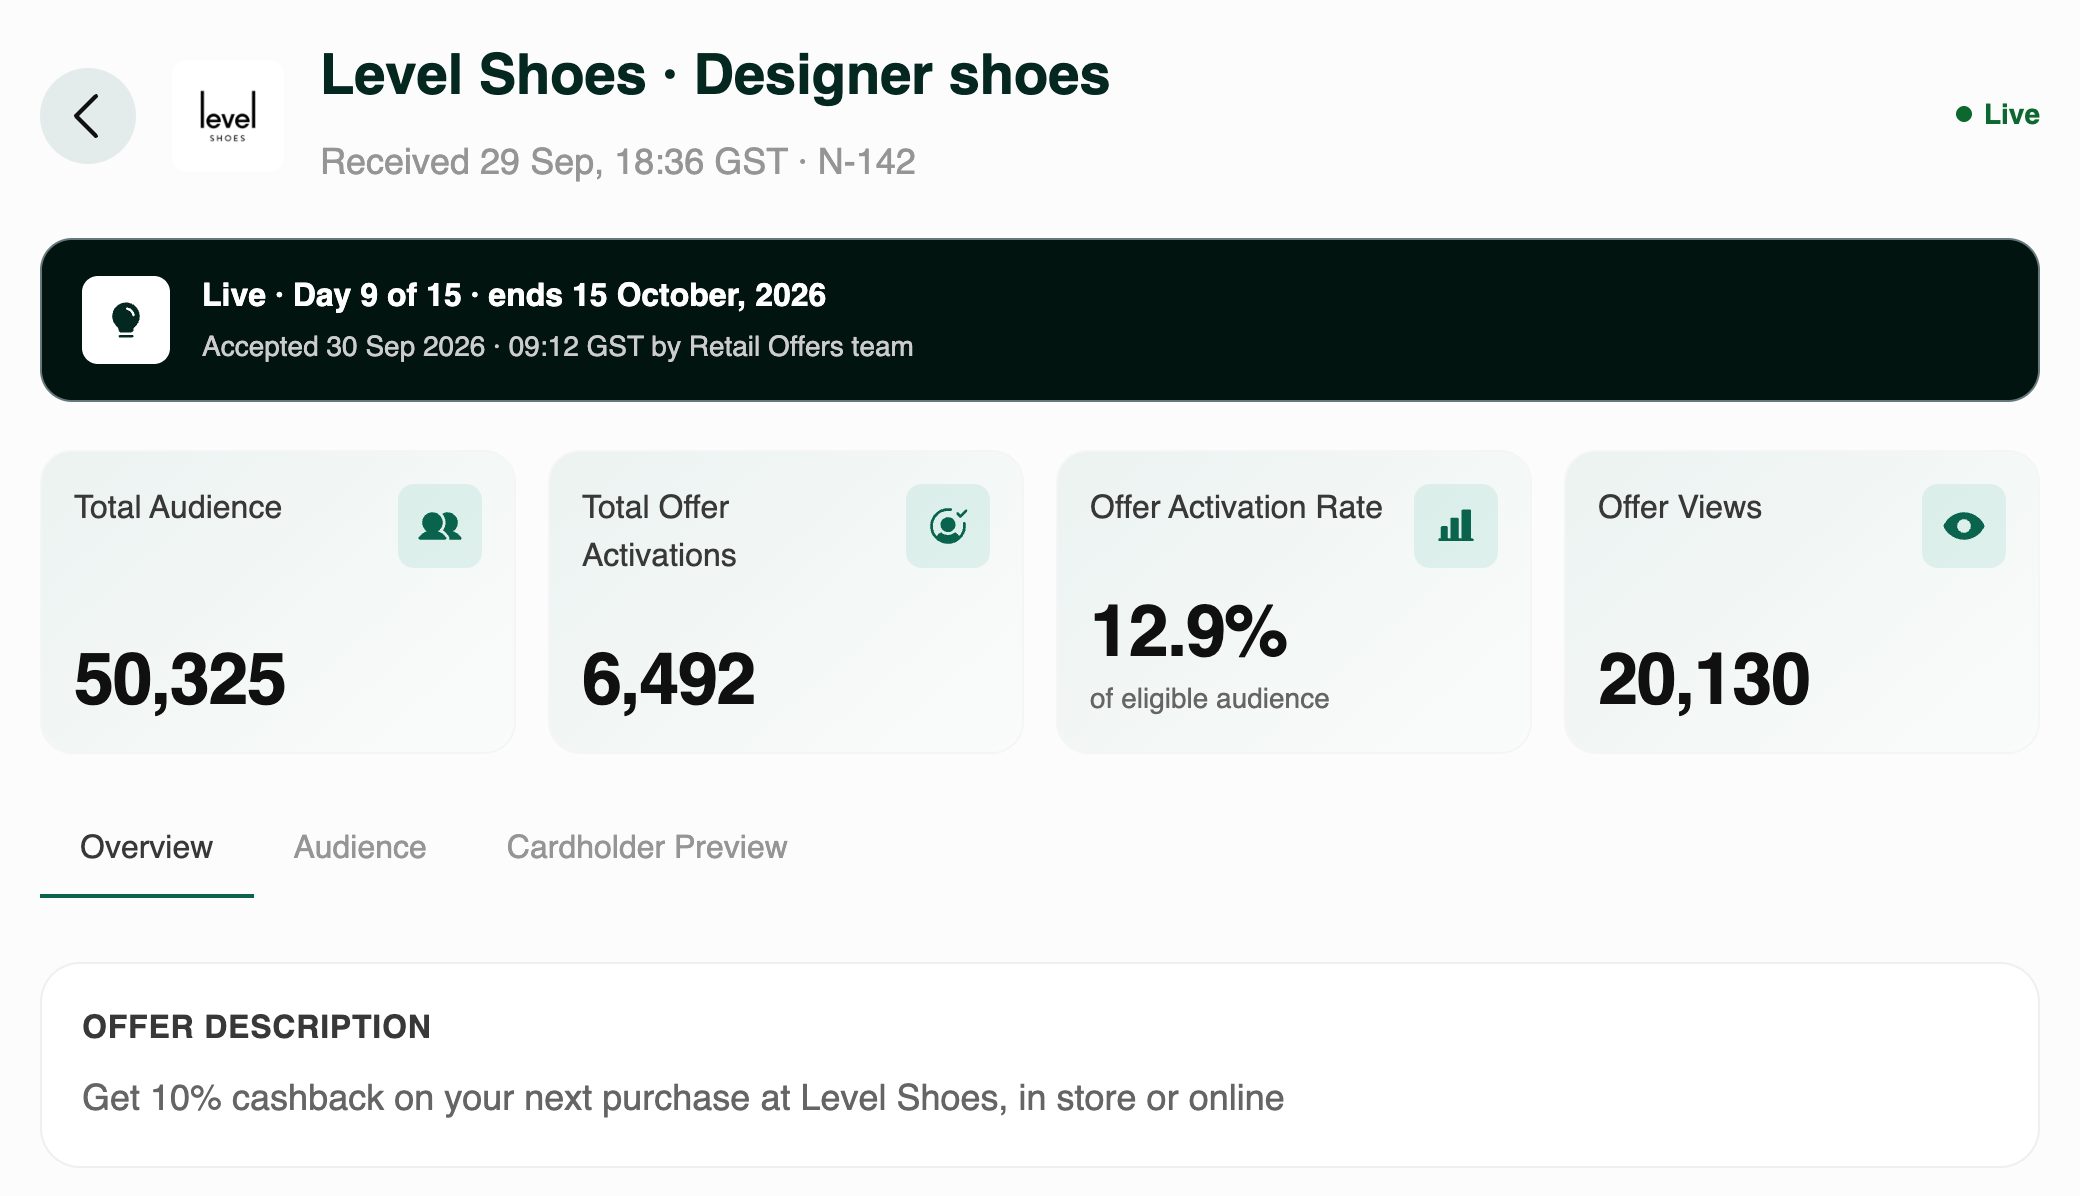 level
SHOES
Level Shoes · Designer shoes
Received 29 Sep, 18:36 GST · N-142
Live
Live · Day 9 of 15 · ends 15 October, 2026
Accepted 30 Sep 2026 · 09:12 GST by Retail Offers team
Total Audience
50,325
Total Offer
Activations
6,492
Offer Activation Rate
12.9%
of eligible audience
Offer Views
20,130
Overview
Audience
Cardholder Preview
OFFER DESCRIPTION
Get 10% cashback on your next purchase at Level Shoes, in store or online